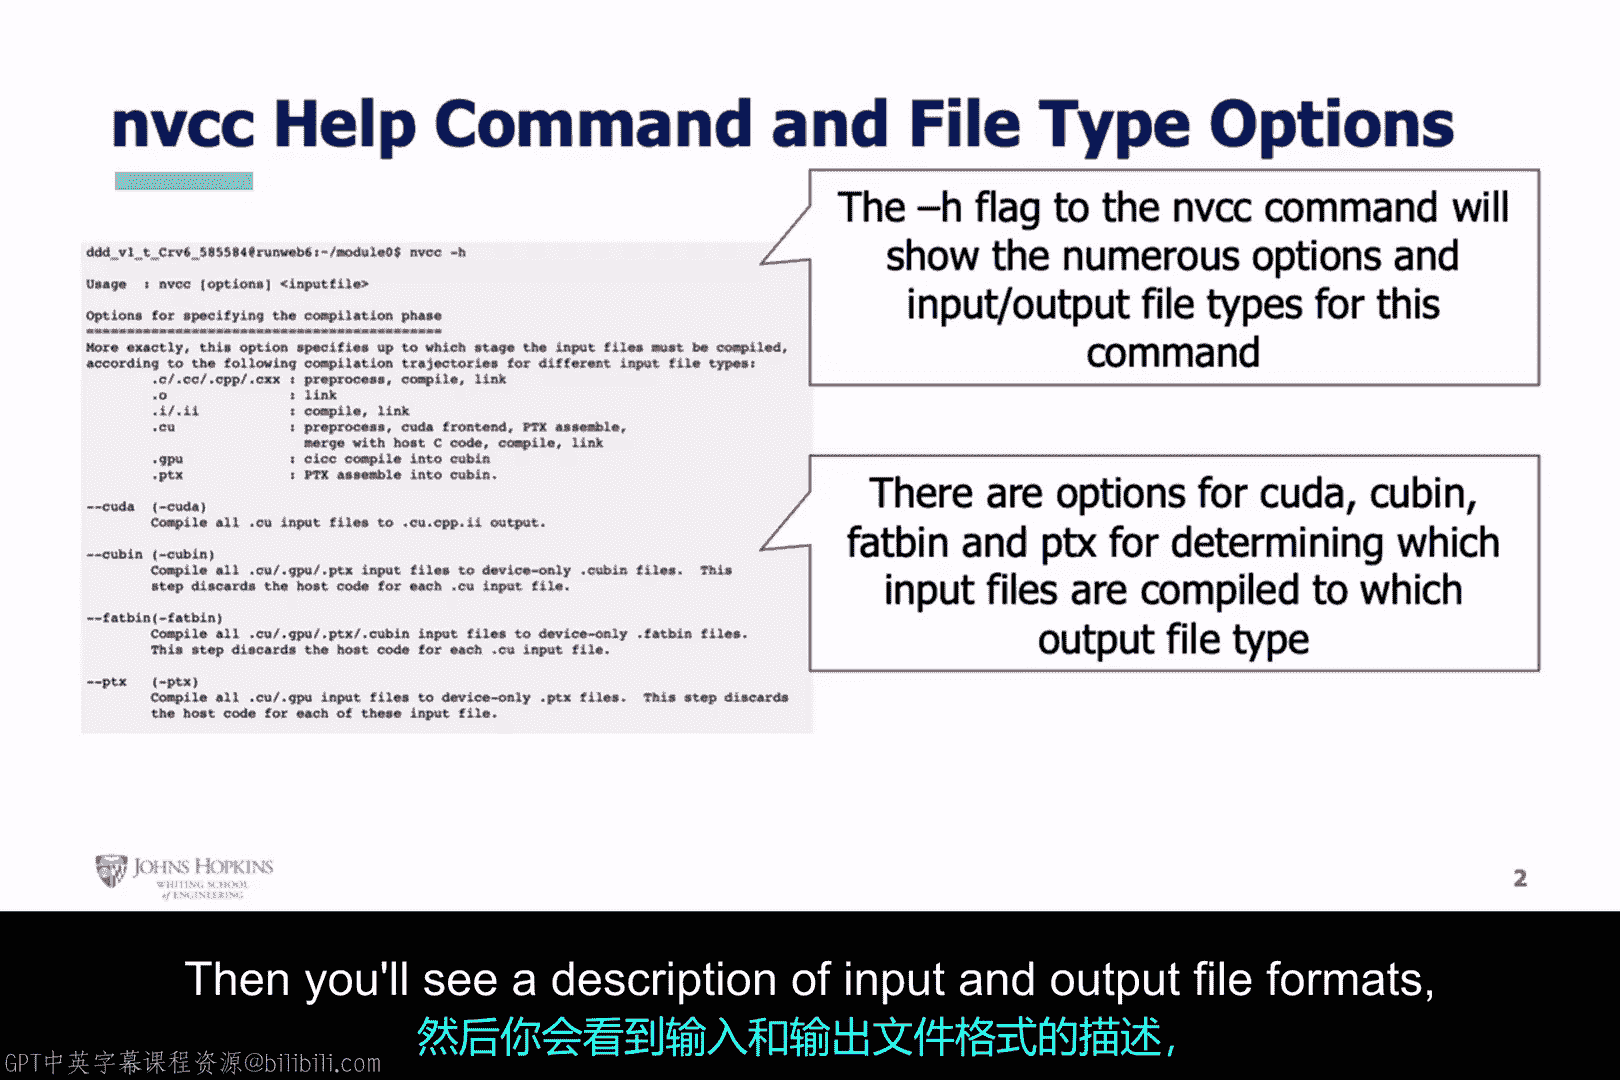 nvcc Help Command and File Type Options
The –h flag to the nvcc command will
show the numerous options and
input/output file types for this
command
ddd_v1_t_Crv6_585584@runweb6:~/module0$ nvcc -h
Usage  : nvcc [options] <inputfile>
Options for specifying the compilation phase
============================================
More exactly, this option specifies up to which stage the input files must be compiled,
according to the following compilation trajectories for different input file types:
.c/.cc/.cpp/.cxx : preprocess, compile, link
.o : link
.i/.ii : compile, link
.cu : preprocess, cuda frontend, PTX assemble,
merge with host C code, compile, link
.gpu : cicc compile into cubin
.ptx : PTX assemble into cubin.
--cuda  (-cuda)
Compile all .cu input files to .cu.cpp.ii output.
--cubin (-cubin)
Compile all .cu/.gpu/.ptx input files to device-only .cubin files.  This
step discards the host code for each .cu input file.
--fatbin(-fatbin)
Compile all .cu/.gpu/.ptx/.cubin input files to device-only .fatbin files.
This step discards the host code for each .cu input file.
--ptx   (-ptx)
Compile all .cu/.gpu input files to device-only .ptx files.  This step discards
the host code for each of these input file.
There are options for cuda, cubin,
fatbin and ptx for determining which
input files are compiled to which
output file type
JOHNS HOPKINS
WHITING SCHOOL
of ENGINEERING
2
Then you'll see a description of input and output file formats,
然后你会看到输入和输出文件格式的描述，
GPT中英字幕课程资源@bilibili.com